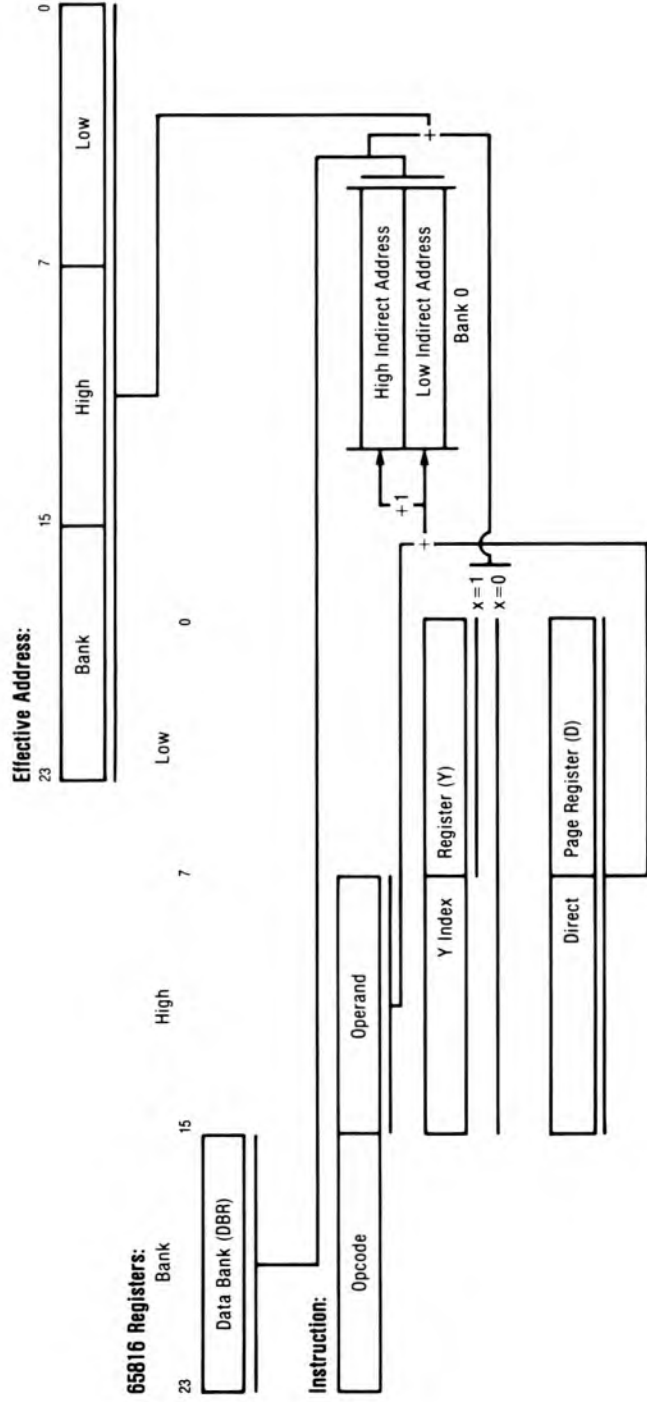 Effective Address:
23 15 7 0
Bank High Low
65816 Registers:
Bank High Low
23 15 7 0
Data Bank (DBR)
Instruction:
Opcode Operand
Y Index Register (Y)
x=1
x=0
Direct Page Register (D)
+
+1
High Indirect Address
Low Indirect Address
Bank 0
+